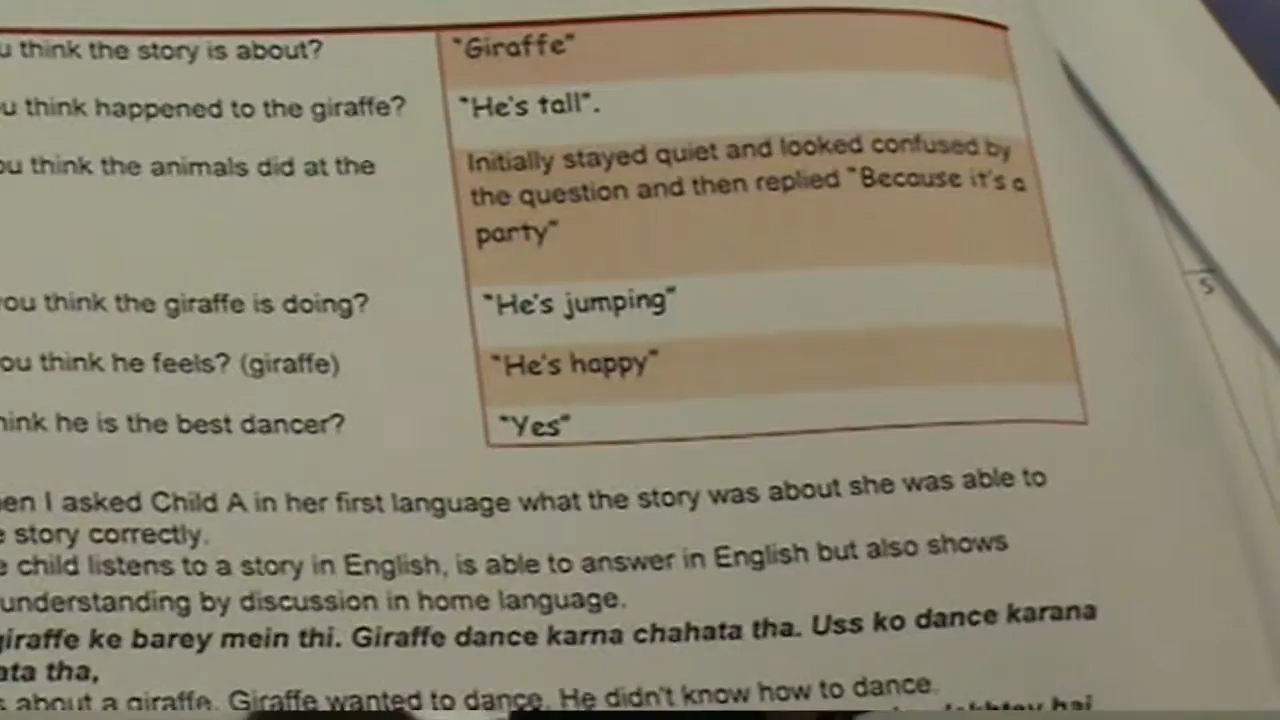 u think the story is about? "Giraffe"
u think happened to the giraffe? "He's tall".
ou think the animals did at the Initially stayed quiet and looked confused by
the question and then replied "Because it's a
party"
you think the giraffe is doing? "He's jumping"
ou think he feels? (giraffe) "He's happy"
hink he is the best dancer? "Yes"
en I asked Child A in her first language what the story was about she was able to
e story correctly.
e child listens to a story in English, is able to answer in English but also shows
understanding by discussion in home language.
giraffe ke barey mein thi. Giraffe dance karna chahata tha. Uss ko dance karana
ata tha,
s about a giraffe. Giraffe wanted to dance. He didn't know how to dance.
hai
5